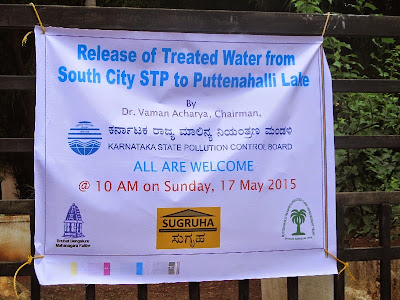 Release of Treated Water from
South City STP to Puttenahalli Lake
By
Dr. Vaman Acharya, Chairman,
ಕರ್ನಾಟಕ ರಾಜ್ಯ ಮಾಲಿನ್ಯ ನಿಯಂತ್ರಣ ಮಂಡಳಿ
KARNATAKA STATE POLLUTION CONTROL BOARD
ALL ARE WELCOME
@ 10 AM on Sunday, 17 May 2015
SUGRUHA
ಸುಗೃಹ
Bruhat Bengaluru
Mahanagara Palike